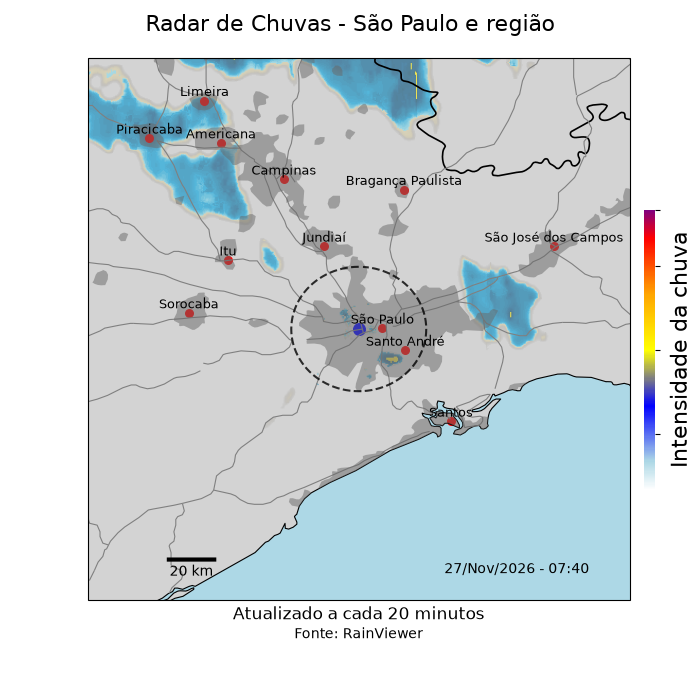 Radar de Chuvas - São Paulo e região
Limeira
Piracicaba
Americana
Campinas
Bragança Paulista
Jundiaí
São José dos Campos
Itu
Sorocaba
São Paulo
Santo André
Santos
Intensidade da chuva
20 km
27/Nov/2026 - 07:40
Atualizado a cada 20 minutos
Fonte: RainViewer